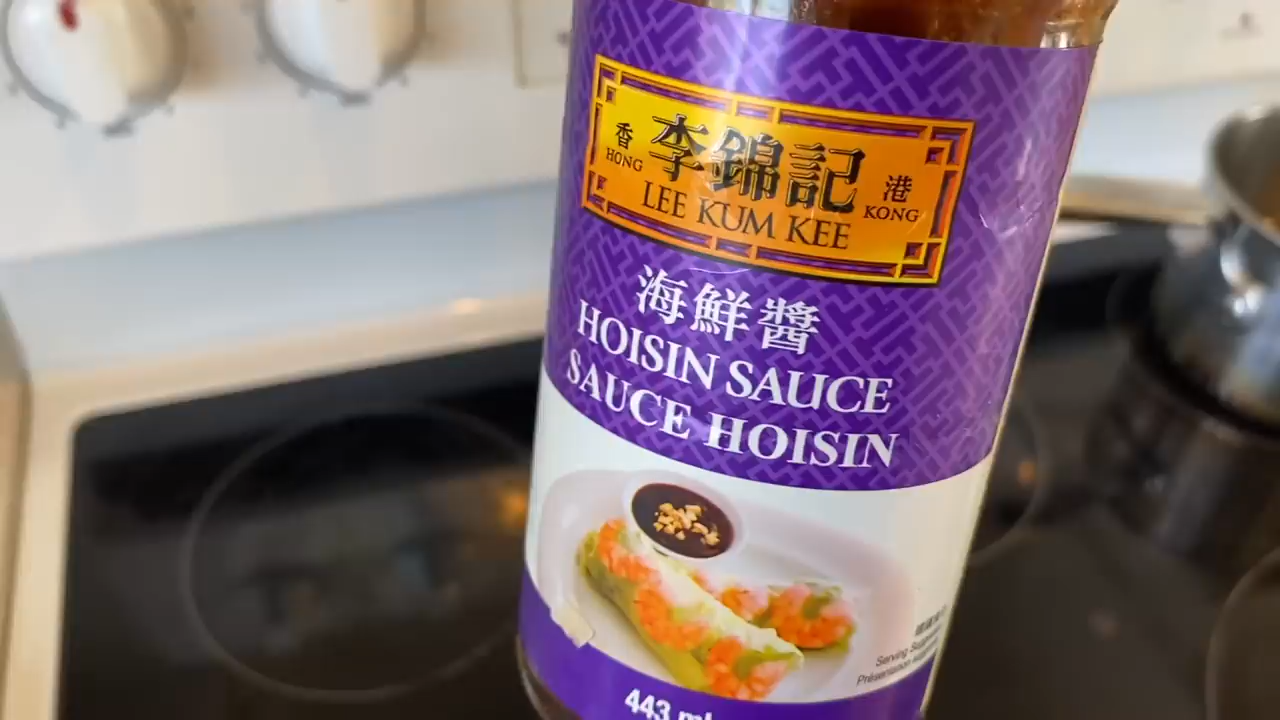 香 李錦記 港
HONG LEE KUM KEE KONG
海鮮醬
HOISIN SAUCE
SAUCE HOISIN
Serving
443 ml